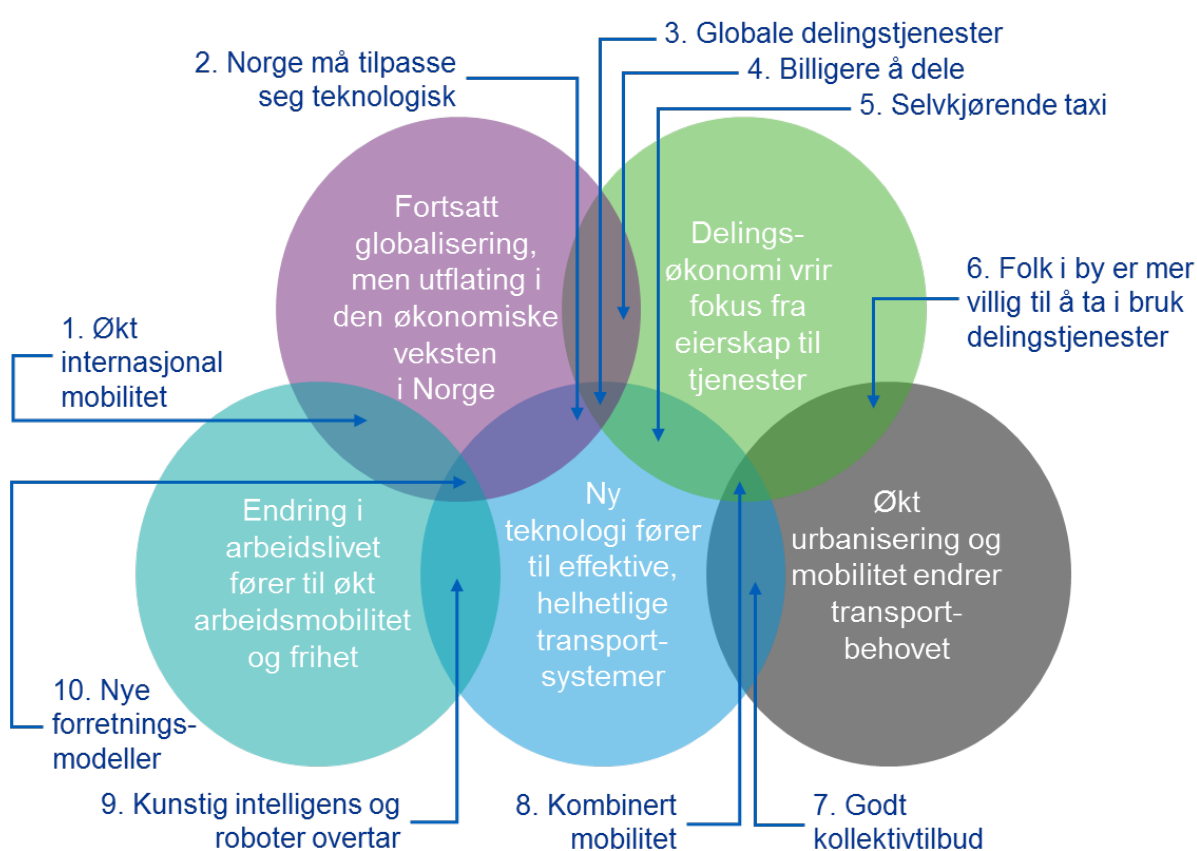 3. Globale delingstjenester
2. Norge må tilpasse
seg teknologisk
4. Billigere å dele
5. Selvkjørende taxi
Fortsatt
globalisering,
men utflating i
den økonomiske
veksten
i Norge
Delings-
økonomi vrir
fokus fra
eierskap til
tjenester
6. Folk i by er mer
villig til å ta i bruk
delingstjenester
1. Økt
internasjonal
mobilitet
Endring i
arbeidslivet
fører til økt
arbeidsmobilitet
og frihet
Ny
teknologi fører
til effektive,
helhetlige
transport-
systemer
Økt
urbanisering og
mobilitet endrer
transport-
behovet
10. Nye
forretnings-
modeller
9. Kunstig intelligens og
roboter overtar
8. Kombinert
mobilitet
7. Godt
kollektivtilbud